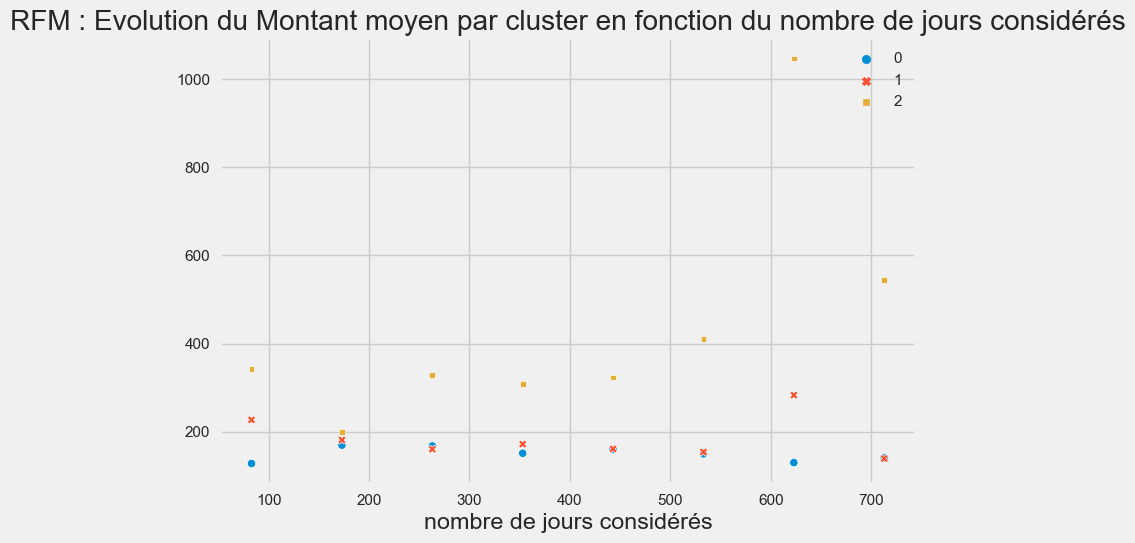 RFM : Evolution du Montant moyen par cluster en fonction du nombre de jours considérés
1000
800
600
400
200
0
1
2
100 200 300 400 500 600 700
nombre de jours considérés